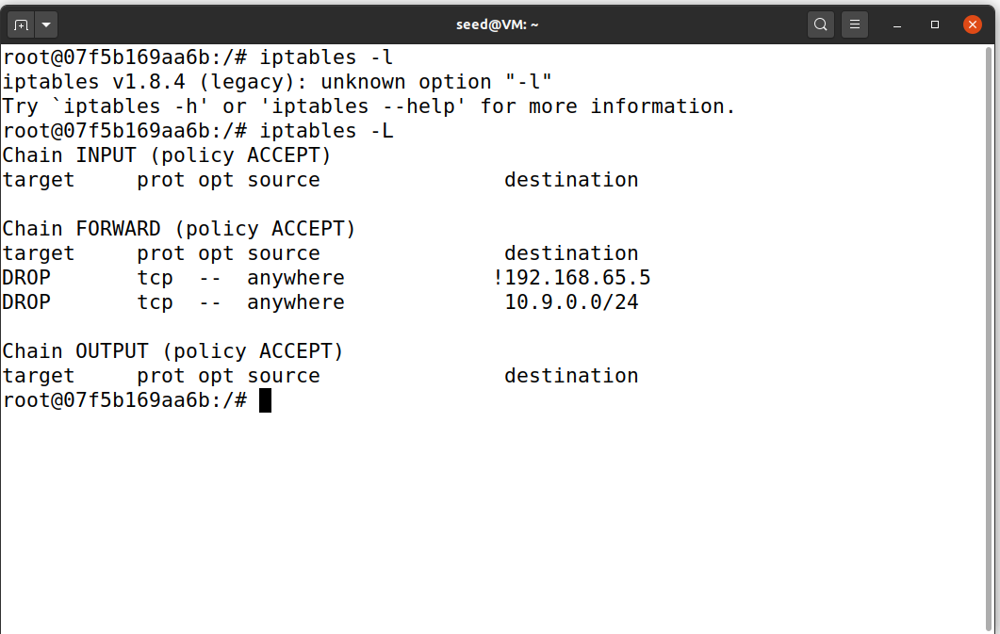 seed@VM: ~
root@07f5b169aa6b:/# iptables -l
iptables v1.8.4 (legacy): unknown option "-l"
Try `iptables -h' or 'iptables --help' for more information.
root@07f5b169aa6b:/# iptables -L
Chain INPUT (policy ACCEPT)
target     prot opt source               destination

Chain FORWARD (policy ACCEPT)
target     prot opt source               destination
DROP       tcp  --  anywhere            !192.168.65.5
DROP       tcp  --  anywhere             10.9.0.0/24

Chain OUTPUT (policy ACCEPT)
target     prot opt source               destination
root@07f5b169aa6b:/#